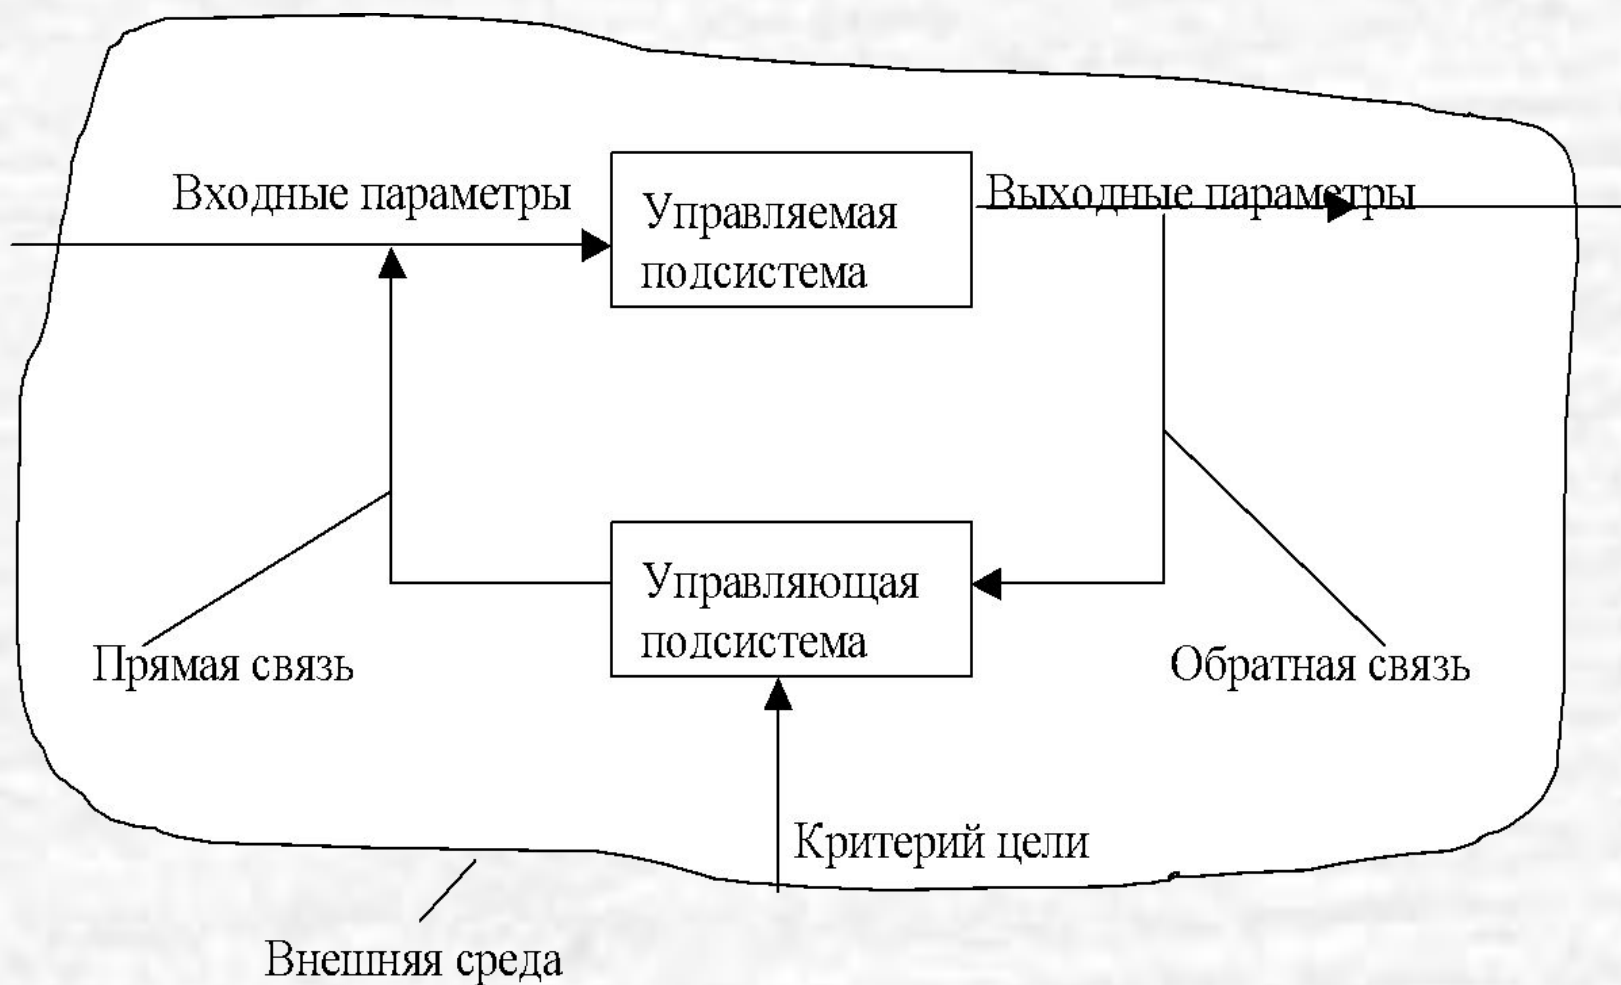 Входные параметры
Управляемая
подсистема
Выходные параметры
Прямая связь
Управляющая
подсистема
Обратная связь
Критерий цели
Внешняя среда